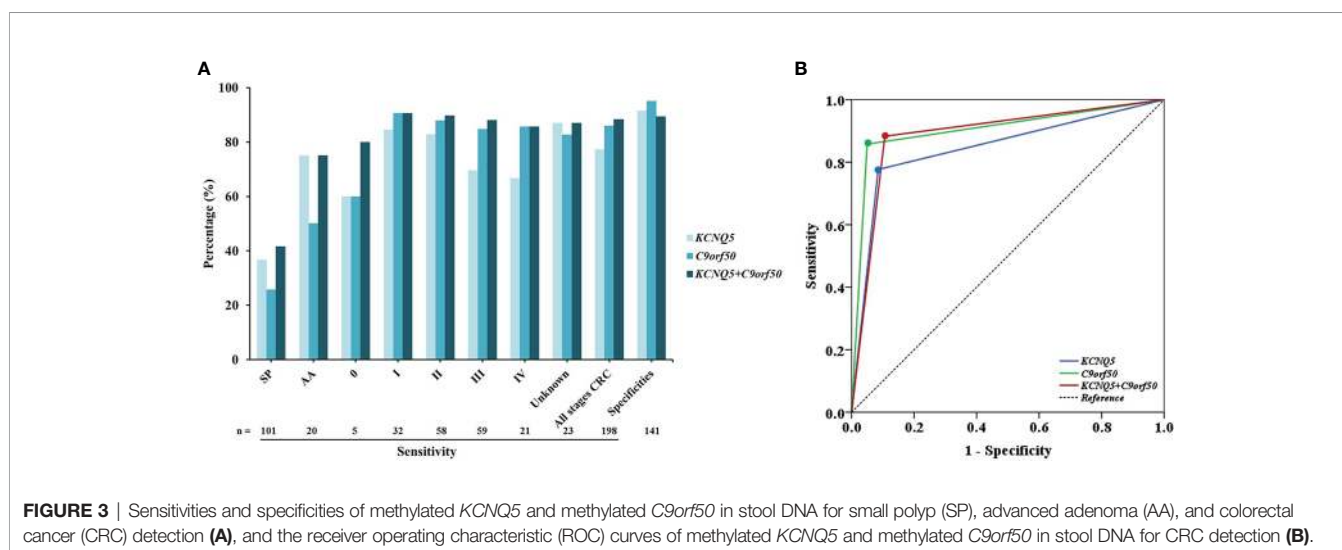 A
100
80
60
40
20
0
Percentage (%)
SP
AA
0
I
II
III
IV
Unknown
All stages CRC
Specificities
n = 101 20 5 32 58 59 21 23 198 141
Sensitivity
KCNQ5
C9orf50
KCNQ5+C9orf50
B
1.0
0.8
0.6
0.4
0.2
0.0
Sensitivity
0.0 0.2 0.4 0.6 0.8 1.0
1 - Specificity
KCNQ5
C9orf50
KCNQ5+C9orf50
Reference
FIGURE 3 | Sensitivities and specificities of methylated KCNQ5 and methylated C9orf50 in stool DNA for small polyp (SP), advanced adenoma (AA), and colorectal
cancer (CRC) detection (A), and the receiver operating characteristic (ROC) curves of methylated KCNQ5 and methylated C9orf50 in stool DNA for CRC detection (B).